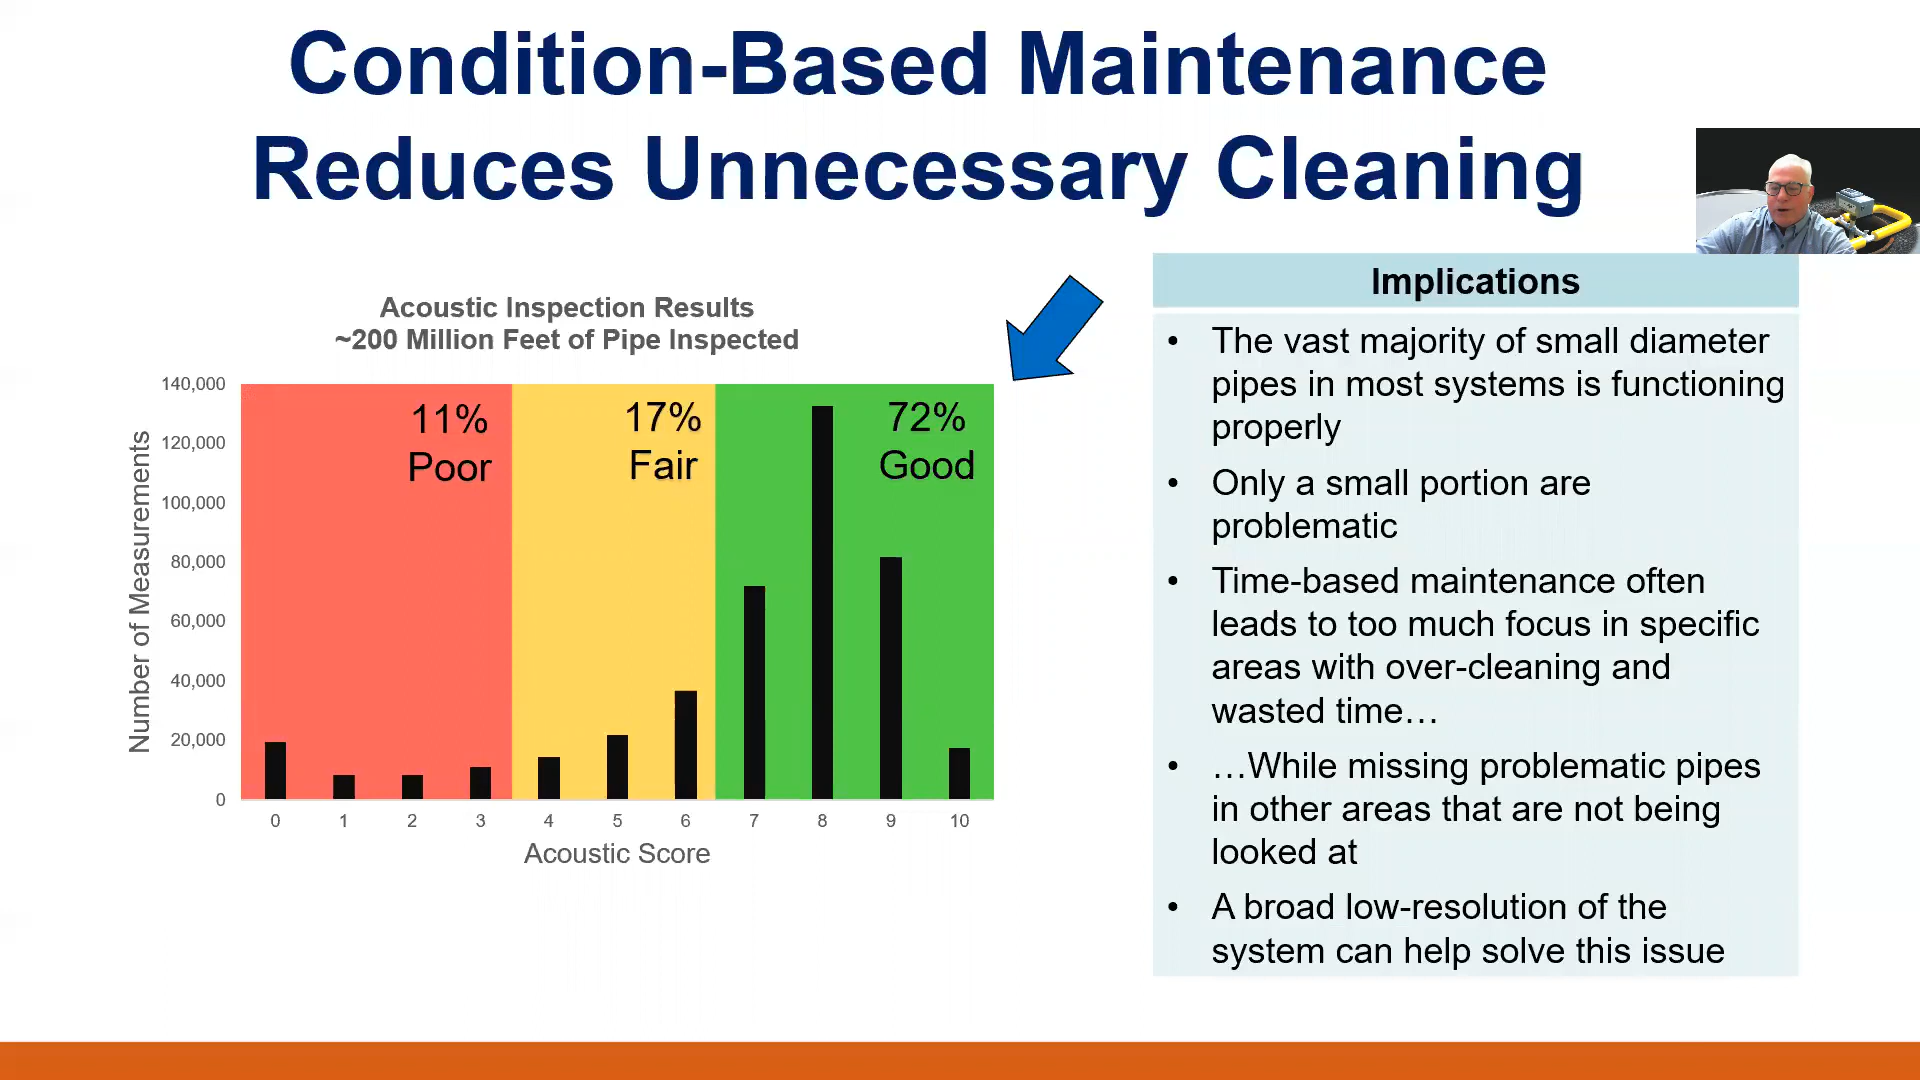 Condition-Based Maintenance
Reduces Unnecessary Cleaning
Acoustic Inspection Results
~200 Million Feet of Pipe Inspected
Number of Measurements
140,000
120,000
100,000
80,000
60,000
40,000
20,000
0
11%
Poor
17%
Fair
72%
Good
0 1 2 3 4 5 6 7 8 9 10
Acoustic Score
Implications
• The vast majority of small diameter
pipes in most systems is functioning
properly
• Only a small portion are
problematic
• Time-based maintenance often
leads to too much focus in specific
areas with over-cleaning and
wasted time…
• …While missing problematic pipes
in other areas that are not being
looked at
• A broad low-resolution of the
system can help solve this issue